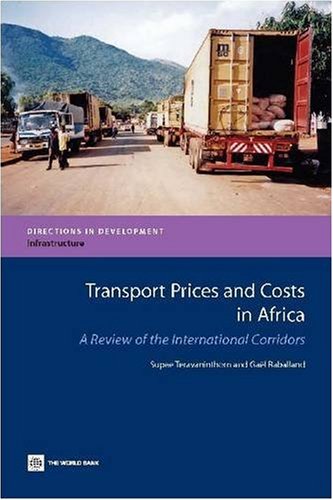 DIRECTIONS IN DEVELOPMENT
Infrastructure
Transport Prices and Costs
in Africa
A Review of the International Corridors
Supee Teravaninthorn and Gaël Raballand
THE WORLD BANK